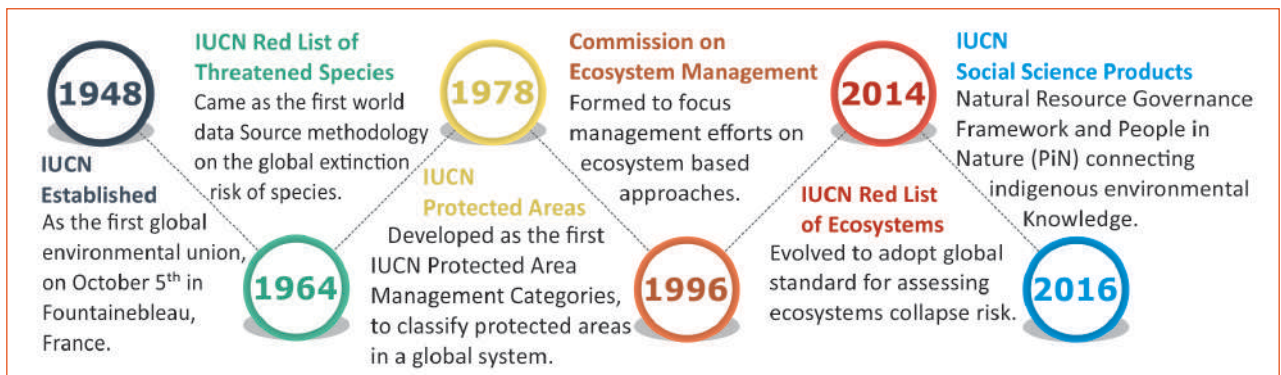 1948
IUCN
Established
As the first global
environmental union,
on October 5th in
Fountainebleau,
France.
IUCN Red List of
Threatened Species
Came as the first world
data Source methodology
on the global extinction
risk of species.
1964
1978
IUCN
Protected Areas
Developed as the first
IUCN Protected Area
Management Categories,
to classify protected areas
in a global system.
Commission on
Ecosystem Management
Formed to focus
management efforts on
ecosystem based
approaches.
1996
2014
IUCN Red List
of Ecosystems
Evolved to adopt global
standard for assessing
ecosystems collapse risk.
IUCN
Social Science Products
Natural Resource Governance
Framework and People in
Nature (PiN) connecting
indigenous environmental
Knowledge.
2016